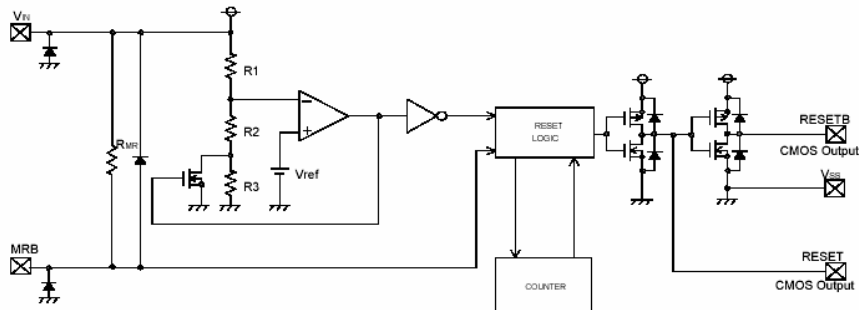 VIN
R1
RESETB
CMOS Output
RMR
R2
RESET
LOGIC
R3
Vref
VSS
MRB
RESET
CMOS Output
COUNTER